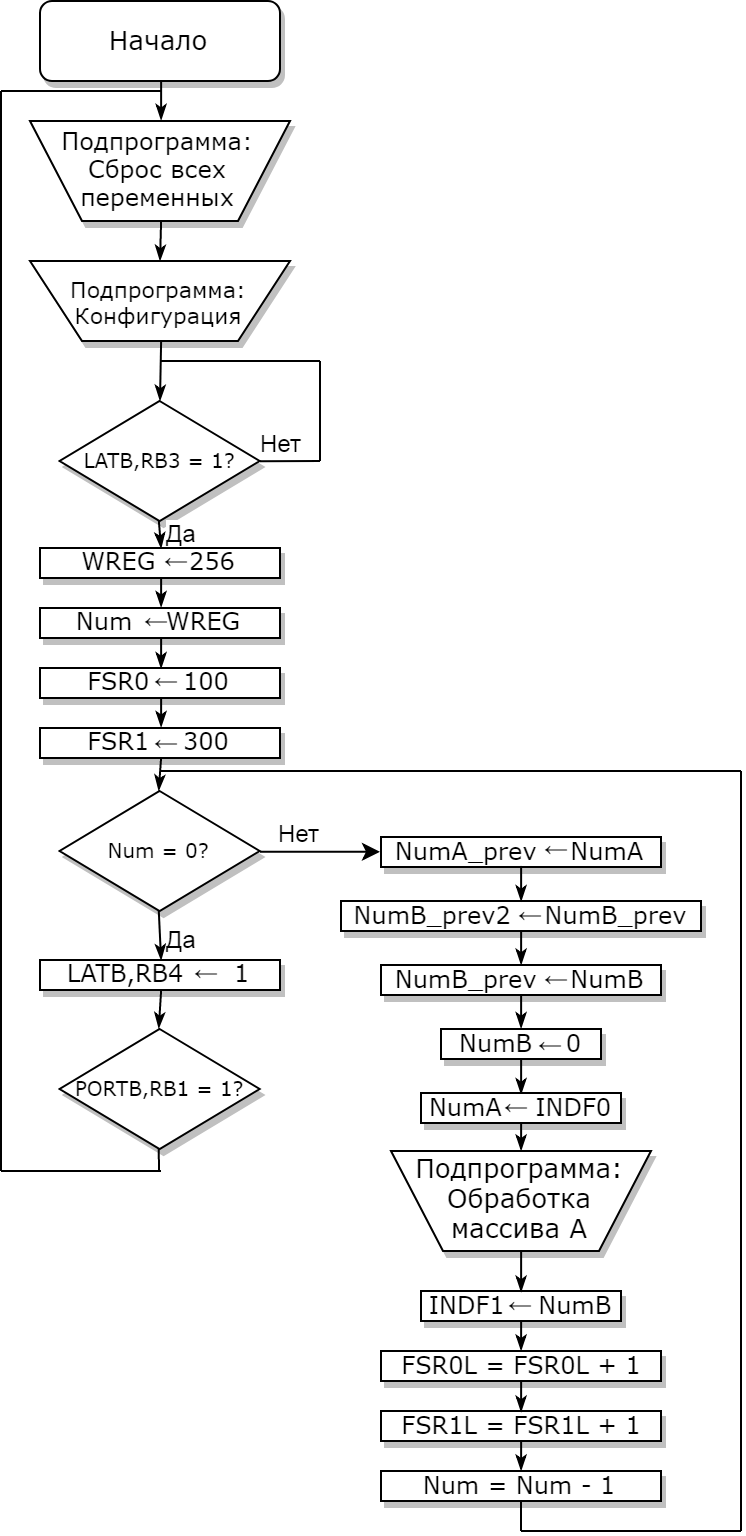 Начало
Подпрограмма:
Сброс всех
переменных
Подпрограмма:
Конфигурация
LATB,RB3 = 1?
Нет
Да
WREG ←256
Num ←WREG
FSR0 ← 100
FSR1 ← 300
Num = 0?
Нет
Да
LATB,RB4 ← 1
PORTB,RB1 = 1?
NumA_prev ← NumA
NumB_prev2 ← NumB_prev
NumB_prev ← NumB
NumB ← 0
NumA ← INDF0
Подпрограмма:
Обработка
массива А
INDF1 ← NumB
FSR0L = FSR0L + 1
FSR1L = FSR1L + 1
Num = Num - 1